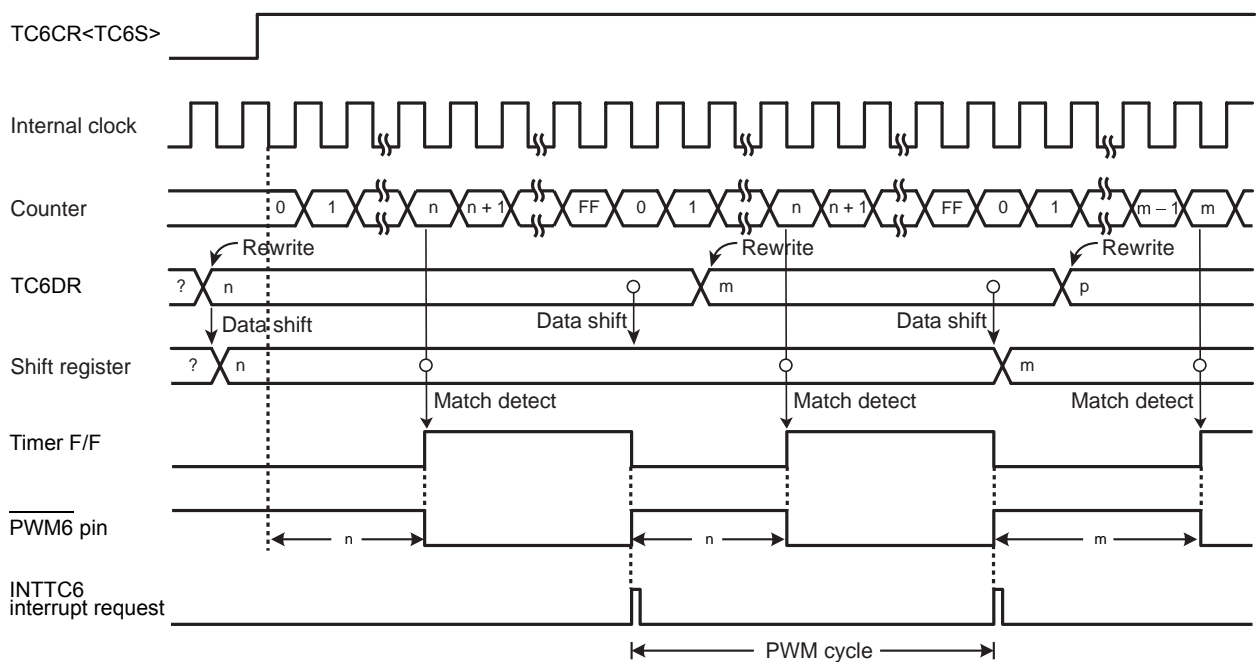 TC6CR<TC6S>
Internal clock
Counter
0 1 n n + 1 FF 0 1 n n + 1 FF 0 1 m – 1 m
Rewrite Rewrite Rewrite
TC6DR
? n m p
Data shift Data shift Data shift
Shift register
? n m
Match detect Match detect Match detect
Timer F/F
PWM6 pin
n n m
INTTC6
interrupt request
PWM cycle